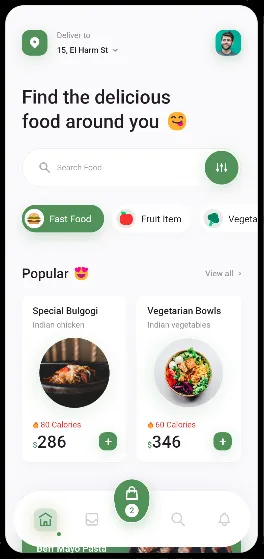 Deliver to
15, El Harm St
Find the delicious
food around you 😋
Search Food
Fast Food
Fruit Item
Vegeta
Popular 😍
View all
Special Bulgogi
Indian chicken
Vegetarian Bowls
Indian vegetables
80 Calories
60 Calories
$286
$346
2
Beef Mayo Pasta